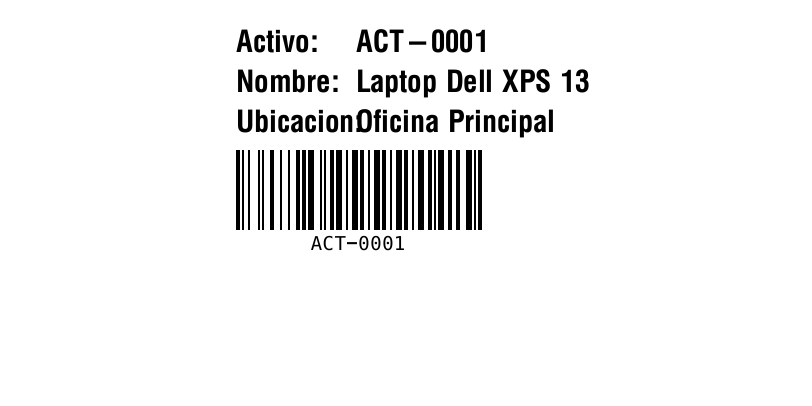 Activo: ACT-0001
Nombre: Laptop Dell XPS 13
Ubicacion: Oficina Principal
ACT-0001